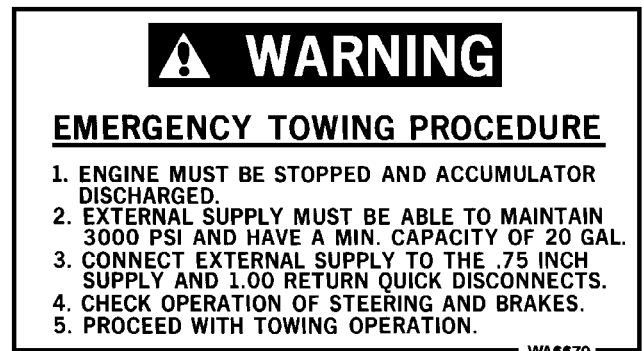 WARNING
EMERGENCY TOWING PROCEDURE
1. ENGINE MUST BE STOPPED AND ACCUMULATOR
DISCHARGED.
2. EXTERNAL SUPPLY MUST BE ABLE TO MAINTAIN
3000 PSI AND HAVE A MIN. CAPACITY OF 20 GAL.
3. CONNECT EXTERNAL SUPPLY TO THE .75 INCH
SUPPLY AND 1.00 RETURN QUICK DISCONNECTS.
4. CHECK OPERATION OF STEERING AND BRAKES.
5. PROCEED WITH TOWING OPERATION.